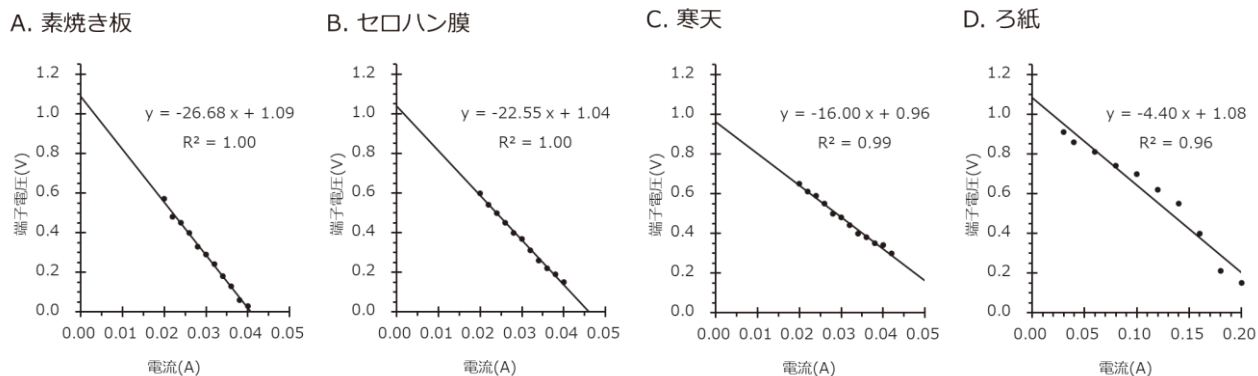 A. 素焼き板
1.2
1.0
0.8
0.6
0.4
0.2
0.0
端子電圧(V)
y = -26.68 x + 1.09
R² = 1.00
0.00 0.01 0.02 0.03 0.04 0.05
電流(A)
B. セロハン膜
1.2
1.0
0.8
0.6
0.4
0.2
0.0
端子電圧(V)
y = -22.55 x + 1.04
R² = 1.00
0.00 0.01 0.02 0.03 0.04 0.05
電流(A)
C. 寒天
1.2
1.0
0.8
0.6
0.4
0.2
0.0
端子電圧(V)
y = -16.00 x + 0.96
R² = 0.99
0.00 0.01 0.02 0.03 0.04 0.05
電流(A)
D. ろ紙
1.2
1.0
0.8
0.6
0.4
0.2
0.0
端子電圧(V)
y = -4.40 x + 1.08
R² = 0.96
0.00 0.05 0.10 0.15 0.20
電流(A)